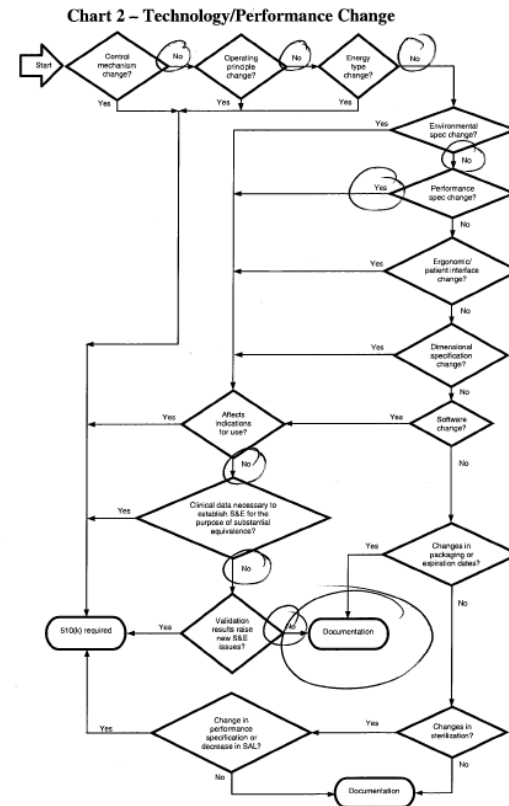 Chart 2 – Technology/Performance Change
Start
Control
mechanism
change?
No
Operating
principle
change?
No
Energy
type
change?
No
Yes
Yes
Yes
Yes
Environmental
spec change?
No
Yes
Performance
spec change?
No
Yes
Ergonomic/
patient interface
change?
No
Yes
Dimensional
specification
change?
No
Yes
Affects
indications
for use?
Yes
Software
change?
No
No
Yes
Clinical data necessary to
establish S&E for the
purpose of substantial
equivalence?
No
Yes
Changes in
packaging or
expiration dates?
No
510(k) required
Yes
Validation
results raise
new S&E
issues?
No
Documentation
Yes
Change in
performance
specification or
decrease in SAL?
Yes
Changes in
sterilization?
No
No
Documentation